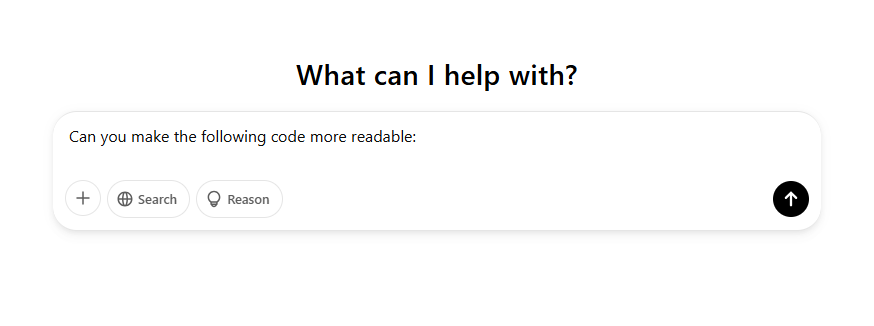 What can I help with?
Can you make the following code more readable:
Search
Reason